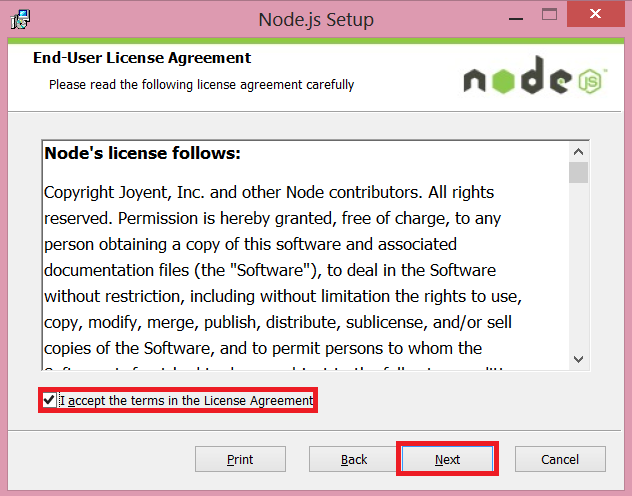 Node.js Setup
End-User License Agreement
Please read the following license agreement carefully
node JS
Node's license follows:
Copyright Joyent, Inc. and other Node contributors. All rights
reserved. Permission is hereby granted, free of charge, to any
person obtaining a copy of this software and associated
documentation files (the "Software"), to deal in the Software
without restriction, including without limitation the rights to use,
copy, modify, merge, publish, distribute, sublicense, and/or sell
copies of the Software, and to permit persons to whom the
I accept the terms in the License Agreement
Print Back Next Cancel